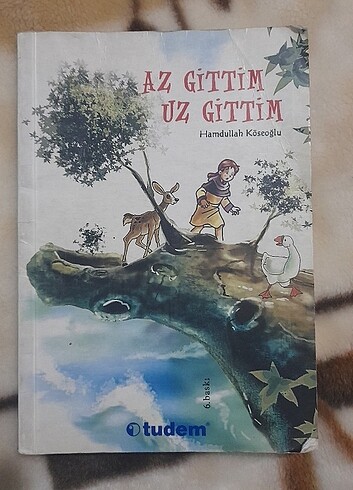 AZ GİTTİM
UZ GİTTİM
Hamdullah Köseoğlu
6. baskı
tudem